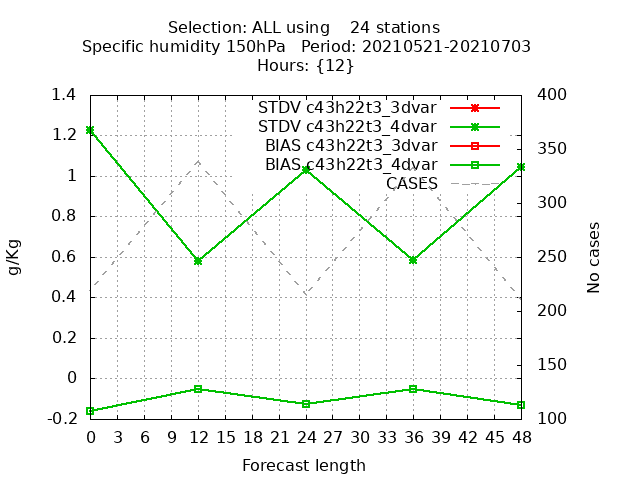 Selection: ALL using 24 stations
Specific humidity 150hPa Period: 20210521-20210703
Hours: {12}
STDV c43h22t3_3dvar
STDV c43h22t3_4dvar
BIAS c43h22t3_3dvar
BIAS c43h22t3_4dvar
CASES
g/Kg
1.4
1.2
1
0.8
0.6
0.4
0.2
0
-0.2
400
350
300
250
200
150
100
No cases
0 3 6 9 12 15 18 21 24 27 30 33 36 39 42 45 48
Forecast length